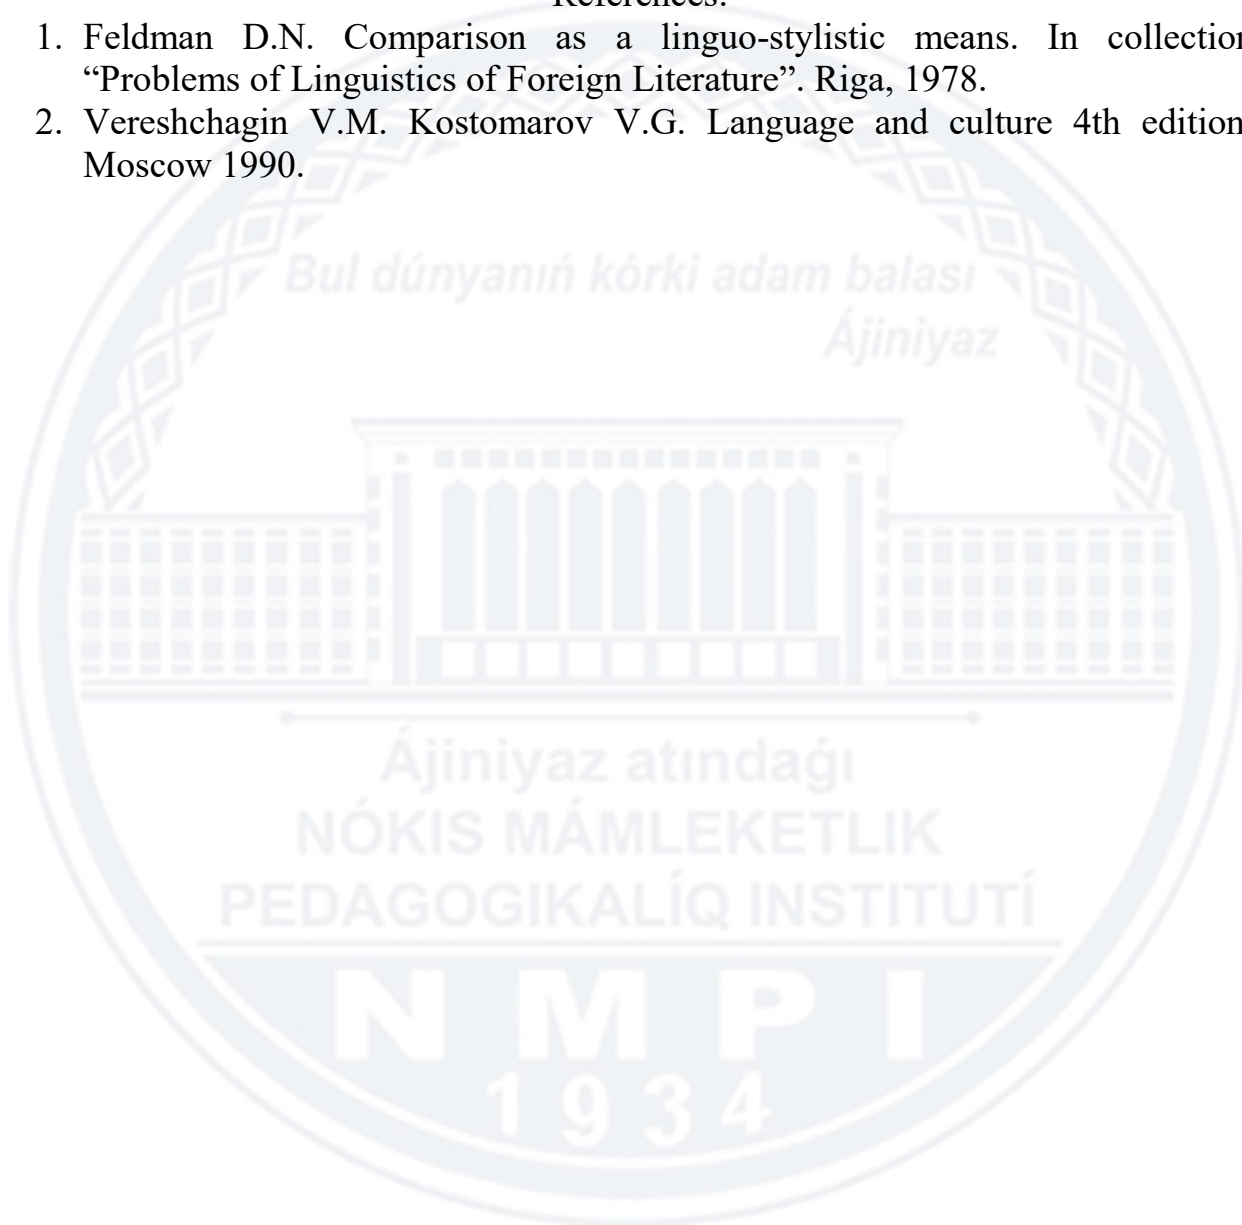 References:
1. Feldman D.N. Comparison as a linguo-stylistic means. In collection
“Problems of Linguistics of Foreign Literature”. Riga, 1978.
2. Vereshchagin V.M. Kostomarov V.G. Language and culture 4th edition
Moscow 1990.
Bul dúnyanıń kórki adam balası
Ájiniyaz
Ájiniyaz atındaǵı
NÓKIS MÁMLEKETLIK
PEDAGOGIKALÍQ INSTITUTÍ
N M P I
1934